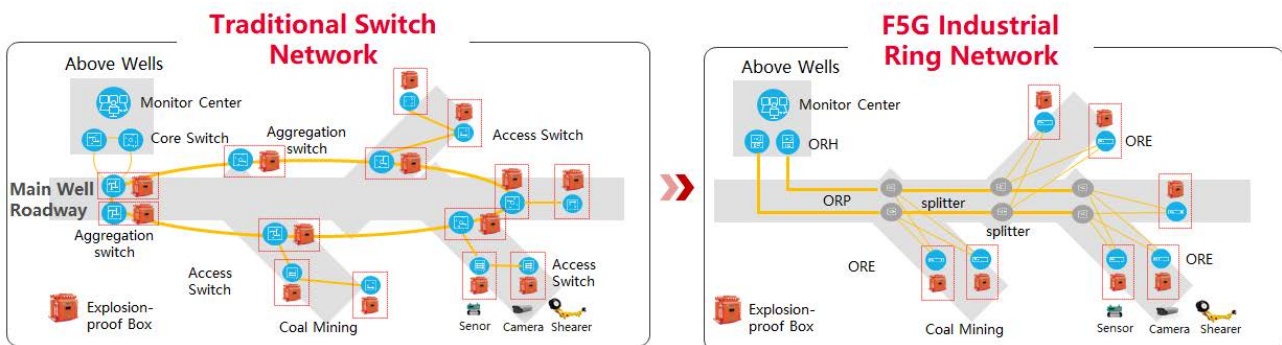 Traditional Switch
Network
Above Wells
Monitor Center
Core Switch
Aggregation
switch
Access Switch
Main Well
Roadway
Aggregation
switch
Access
Switch
Access
Switch
Explosion-
proof Box
Coal Mining
Senor
Camera
Shearer
F5G Industrial
Ring Network
Above Wells
Monitor Center
ORH
ORE
ORP
splitter
splitter
ORE
ORE
Explosion-
proof Box
Coal Mining
Sensor
Camera
Shearer